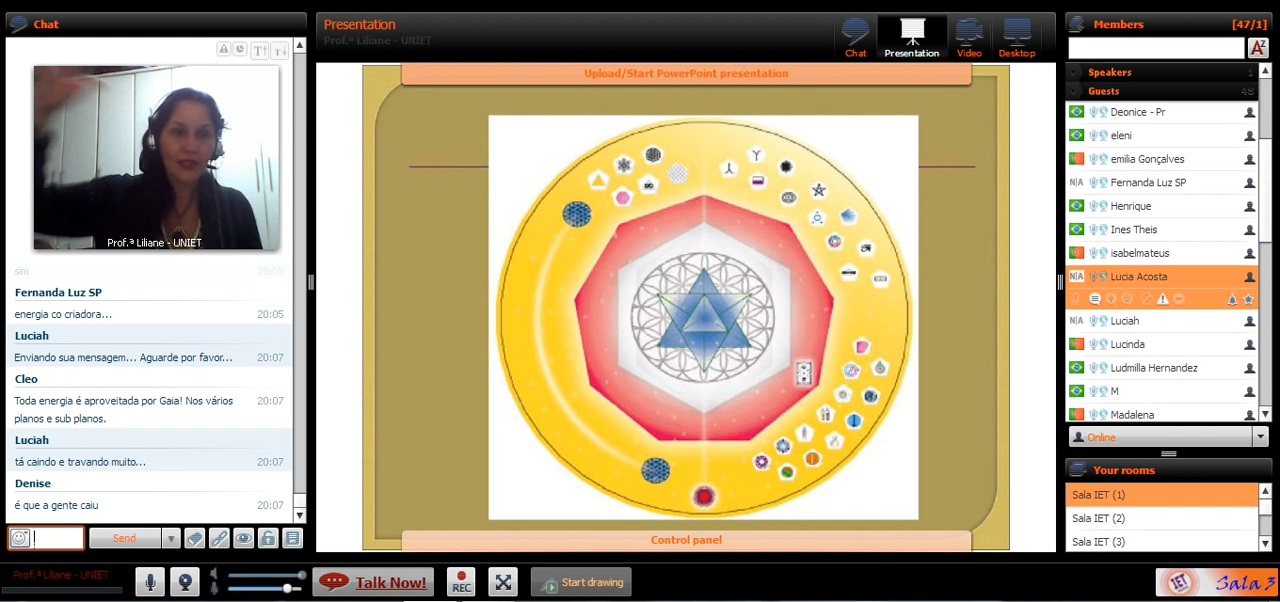 Chat
Prof.ª Liliane - UNIET
sim 20:05
Fernanda Luz SP
energia co criadora... 20:05
Luciah
Enviando sua mensagem... Aguarde por favor... 20:07
Cleo
Toda energia é aproveitada por Gaia! Nos vários 20:07
planos e sub planos.
Luciah
tá caindo e travando muito... 20:07
Denise
é que a gente caiu 20:07
Send
Presentation
Prof.ª Liliane - UNIET
Chat
Presentation
Video
Desktop
Upload/Start PowerPoint presentation
Control panel
Members [47/1]
Speakers 1
Guests 45
Deonice - Pr
eleni
emilia Gonçalves
N|A Fernanda Luz SP
Henrique
Ines Theis
isabelmateus
N|A Lucia Acosta
N|A Luciah
Lucinda
Ludmilla Hernandez
M
Madalena
Online
Your rooms
Sala IET (1)
Sala IET (2)
Sala IET (3)
Prof.ª Liliane - UNIET
Talk Now!
REC
Start drawing
IET Sala 3